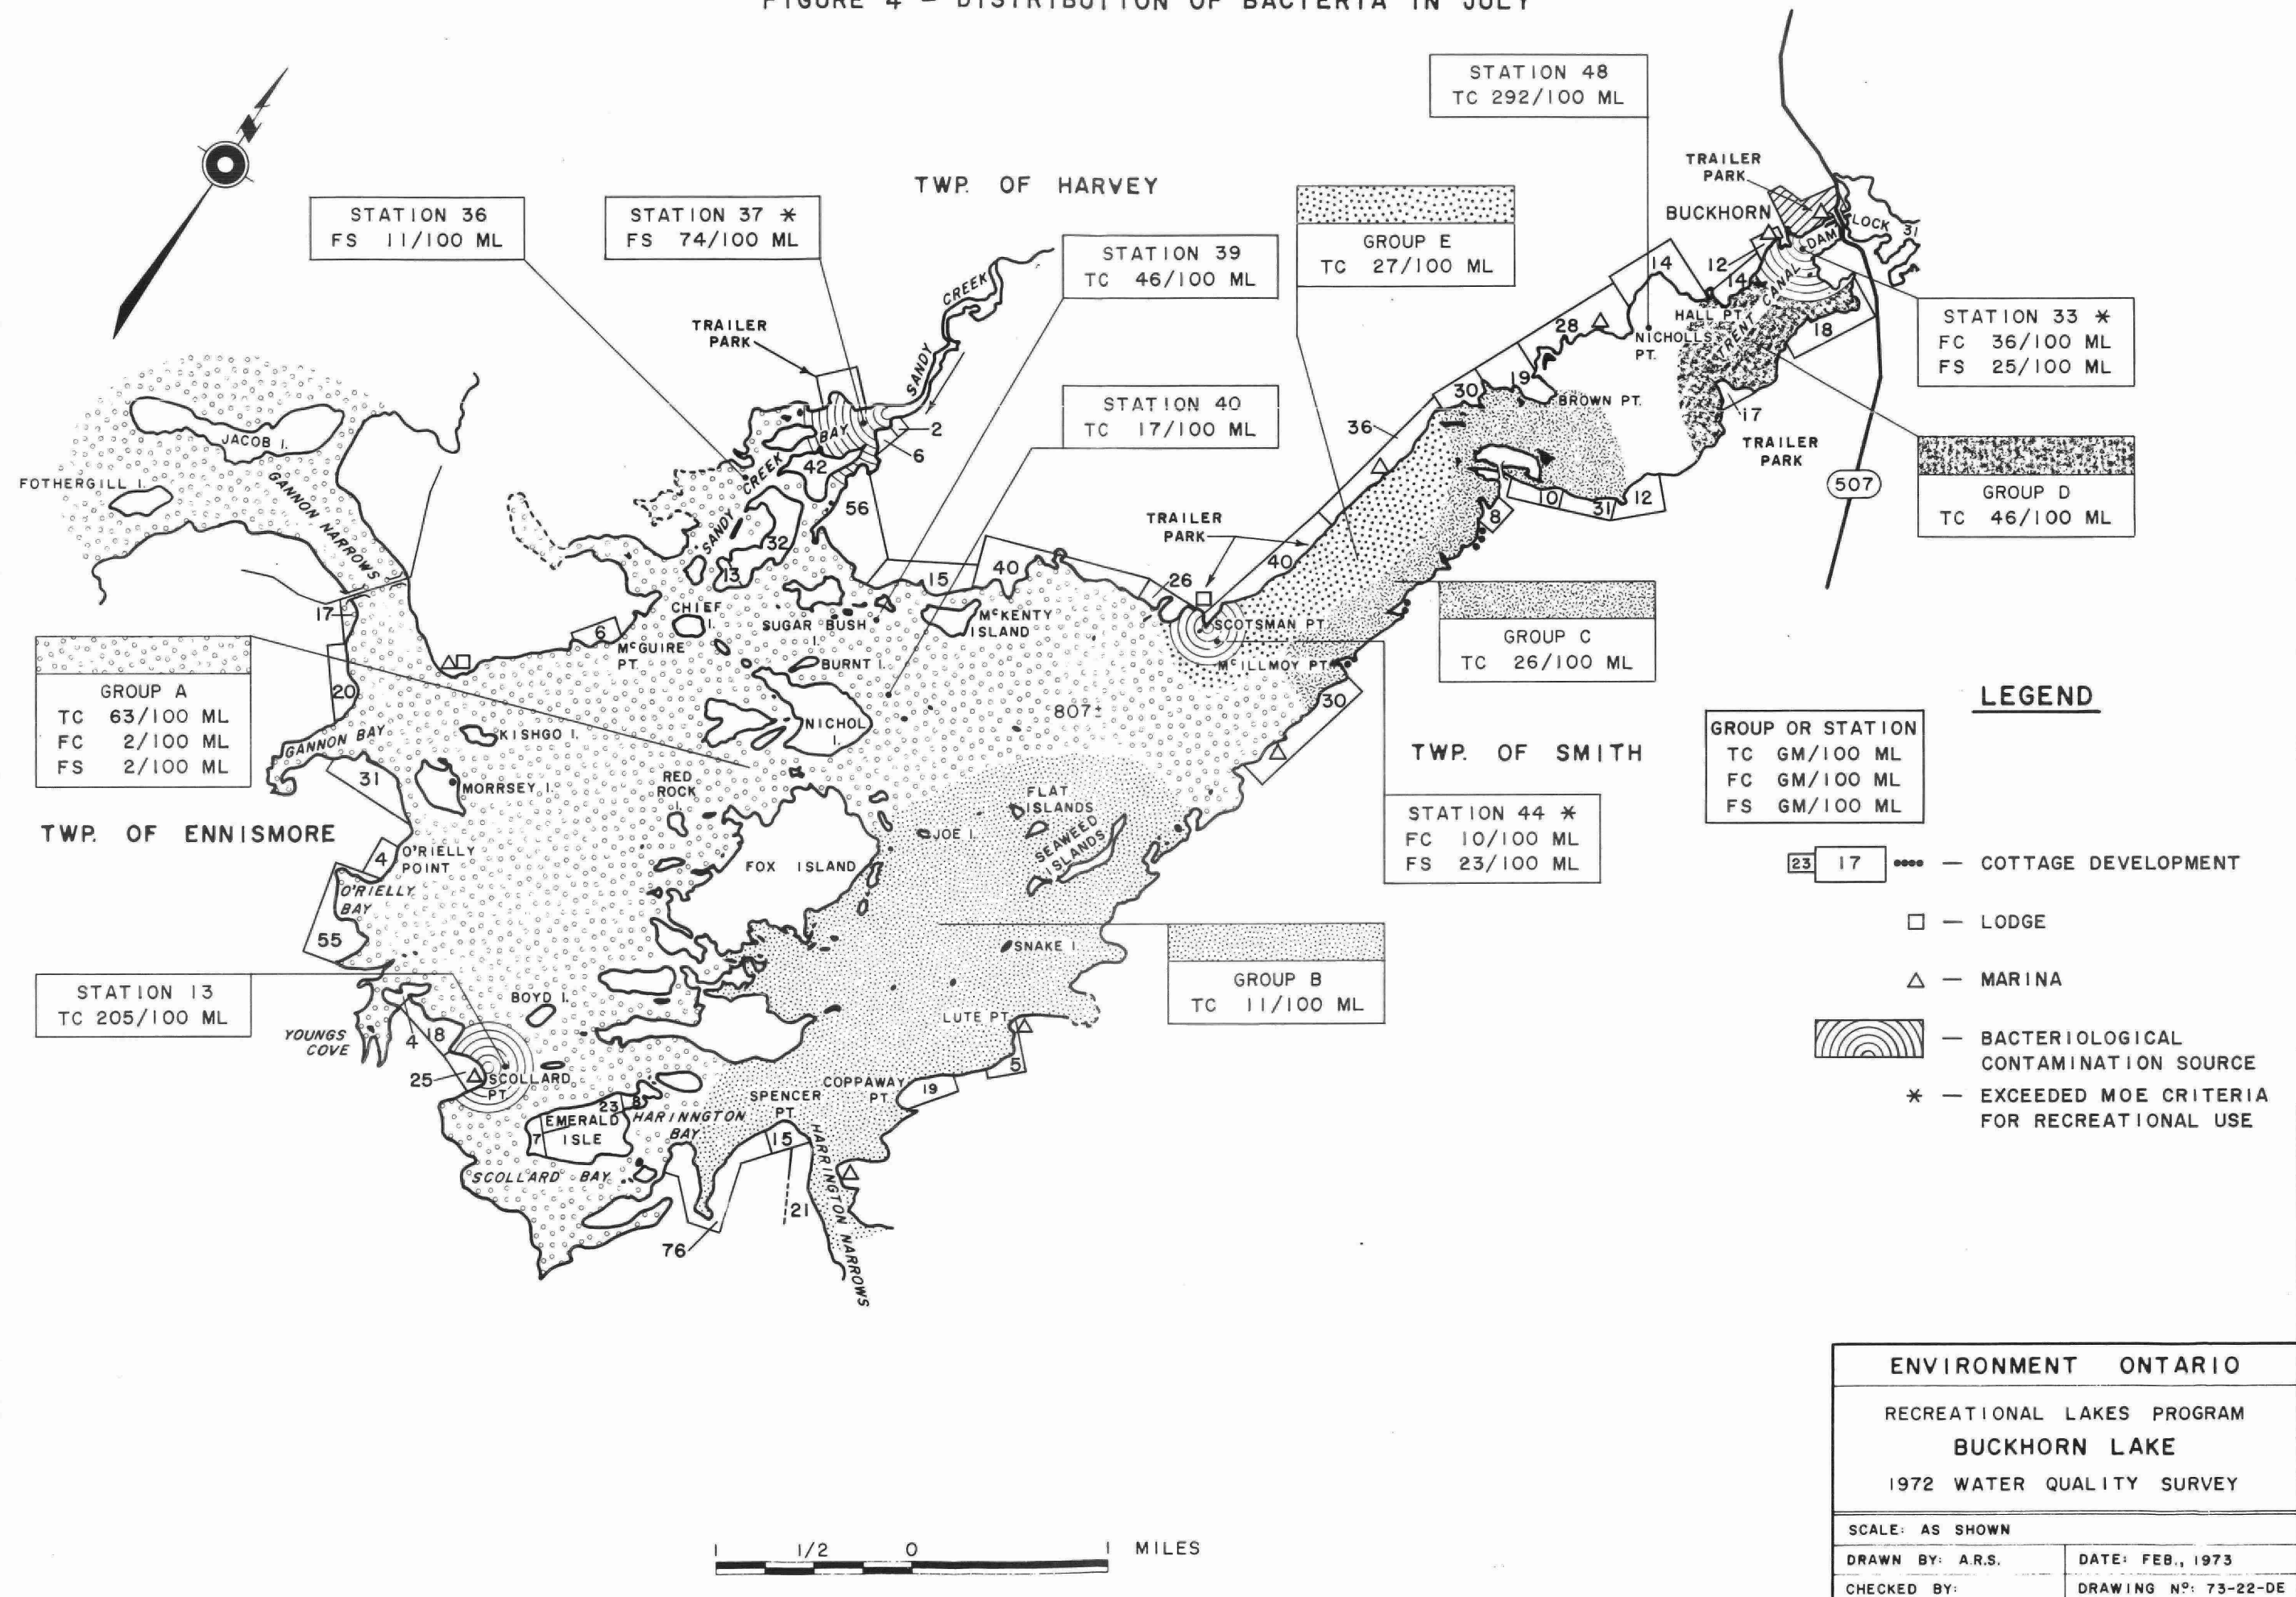 FIGURE 4 - DISTRIBUTION OF BACTERIA IN JULY
STATION 48
TC 292/100 ML
TRAILER
PARK
BUCKHORN
LOCK 31
DAM
TWP. OF HARVEY
STATION 36
FS 11/100 ML
STATION 37 *
FS 74/100 ML
STATION 39
TC 46/100 ML
GROUP E
TC 27/100 ML
STATION 40
TC 17/100 ML
STATION 33 *
FC 36/100 ML
FS 25/100 ML
GROUP D
TC 46/100 ML
507
SANDY CREEK
TRAILER
PARK
BAY
2
6
42
56
SANDY CREEK
32
13
15
40
26
TRAILER
PARK
40
36
30
19
28
14
12
14
TRENT CANAL
HALL PT.
NICHOLLS
PT.
18
17
TRAILER
PARK
BROWN PT.
10
31
12
8
JACOB I.
FOTHERGILL I.
GANNON NARROWS
17
20
6
CHIEF
I.
McGUIRE
PT.
SUGAR BUSH
I.
BURNT I.
McKENTY
ISLAND
SCOTSMAN PT.
McILLMOY PT.
30
807±
NICHOL
I.
GROUP C
TC 26/100 ML
GROUP A
TC 63/100 ML
FC 2/100 ML
FS 2/100 ML
GANNON BAY
KISHGO I.
31
MORRSEY I.
RED
ROCK
I.
TWP. OF SMITH
STATION 44 *
FC 10/100 ML
FS 23/100 ML
TWP. OF ENNISMORE
4
O'RIELLY
POINT
O'RIELLY
BAY
55
FOX ISLAND
JOE I.
FLAT
ISLANDS
SEAWEED
ISLANDS
SNAKE I.
GROUP B
TC 11/100 ML
STATION 13
TC 205/100 ML
YOUNGS
COVE
4
18
25
BOYD I.
SCOLLARD
PT.
LUTE PT.
5
COPPAWAY
PT.
19
SPENCER
PT.
15
23
8
EMERALD
ISLE
7
HARINNGTON
BAY
SCOLLARD BAY
21
76
HARRINGTON NARROWS
LEGEND
GROUP OR STATION
TC GM/100 ML
FC GM/100 ML
FS GM/100 ML
23 17 — COTTAGE DEVELOPMENT
— LODGE
— MARINA
— BACTERIOLOGICAL
CONTAMINATION SOURCE
* — EXCEEDED MOE CRITERIA
FOR RECREATIONAL USE
1 1/2 0 1 MILES
ENVIRONMENT ONTARIO
RECREATIONAL LAKES PROGRAM
BUCKHORN LAKE
1972 WATER QUALITY SURVEY
SCALE: AS SHOWN
DRAWN BY: A.R.S.
DATE: FEB., 1973
CHECKED BY:
DRAWING Nº: 73-22-DE